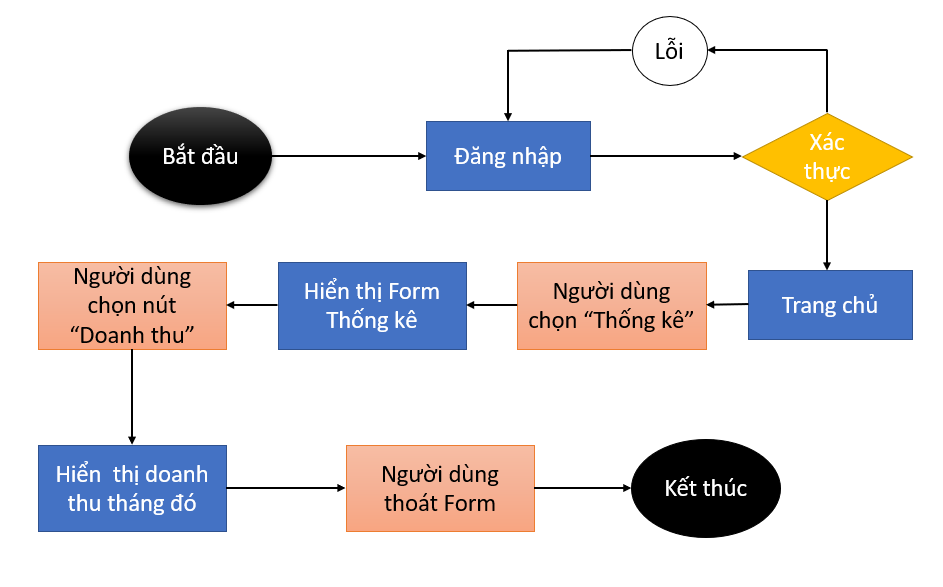 Lỗi
Bắt đầu
Đăng nhập
Xác
thực
Trang chủ
Người dùng
chọn “Thống kê”
Hiển thị Form
Thống kê
Người dùng
chọn nút
“Doanh thu”
Hiển thị doanh
thu tháng đó
Người dùng
thoát Form
Kết thúc